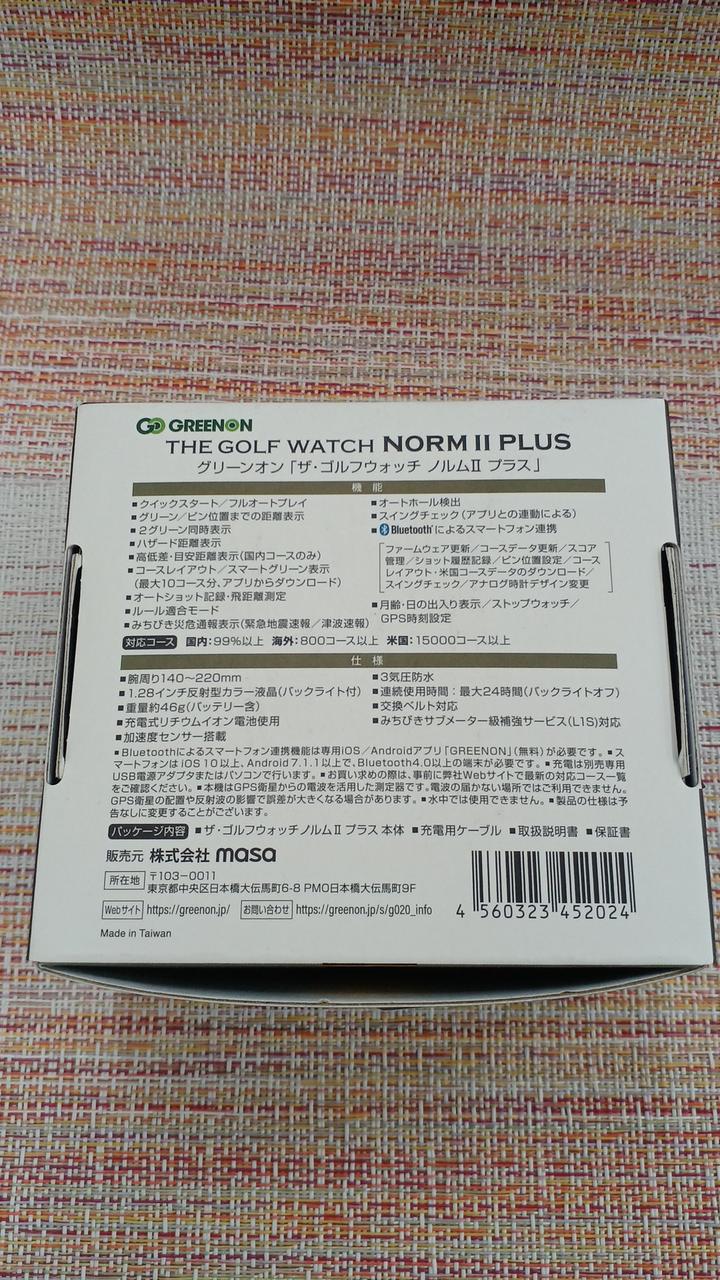 GREENON
THE GOLF WATCH NORM II PLUS
グリーンオン「ザ・ゴルフウォッチ ノルムⅡ プラス」
機能
■クイックスタート／フルオートプレイ
■グリーン／ピン位置までの距離表示
■2グリーン同時表示
■ハザード距離表示
■高低差・目安距離表示(国内コースのみ)
■コースレイアウト／スマートグリーン表示
(最大10コース分、アプリからダウンロード)
■オートショット記録・飛距離測定
■ルール適合モード
■みちびき災危通報表示(緊急地震速報／津波速報)
■オートホール検出
■スイングチェック(アプリとの連動による)
■Bluetooth®によるスマートフォン連携
ファームウェア更新／コースデータ更新／スコア
管理／ショット履歴記録／ピン位置設定／コース
レイアウト・米国コースデータのダウンロード／
スイングチェック／アナログ時計デザイン変更
■月齢・日の出入り表示／ストップウォッチ／
GPS時刻設定
対応コース 国内：99％以上 海外：800コース以上 米国：15000コース以上
仕様
■腕周り140〜220mm
■1.28インチ反射型カラー液晶(バックライト付)
■重量約46g(バッテリー含)
■充電式リチウムイオン電池使用
■加速度センサー搭載
■3気圧防水
■連続使用時間：最大24時間(バックライトオフ)
■交換ベルト対応
■みちびきサブメーター級補強サービス(L1S)対応
■Bluetoothによるスマートフォン連携機能は専用iOS／Androidアプリ「GREENON」(無料)が必要です。■ス
マートフォンは iOS 10以上、Android 7.1.1以上で、Bluetooth4.0以上の端末が必要です。■充電は別売専用
USB電源アダプタまたはパソコンで行います。■お買い求めの際は、事前に弊社Webサイトで最新の対応コース一覧
をご確認ください。■本機はGPS衛星からの電波を活用した測定器です。電波の届かない場所ではご利用できません。
GPS衛星の配置や反射波の影響で誤差が大きくなる場合があります。■水中では使用できません。■製品の仕様は予
告なしに変更することがございます。
パッケージ内容 ■ザ・ゴルフウォッチノルムⅡ プラス 本体 ■充電用ケーブル ■取扱説明書 ■保証書
販売元 株式会社 masa
所在地 〒103-0011
東京都中央区日本橋大伝馬町6-8 PMO日本橋大伝馬町9F
Webサイト https://greenon.jp/ お問い合わせ https://greenon.jp/s/g020_info
4 560323 452024
Made in Taiwan